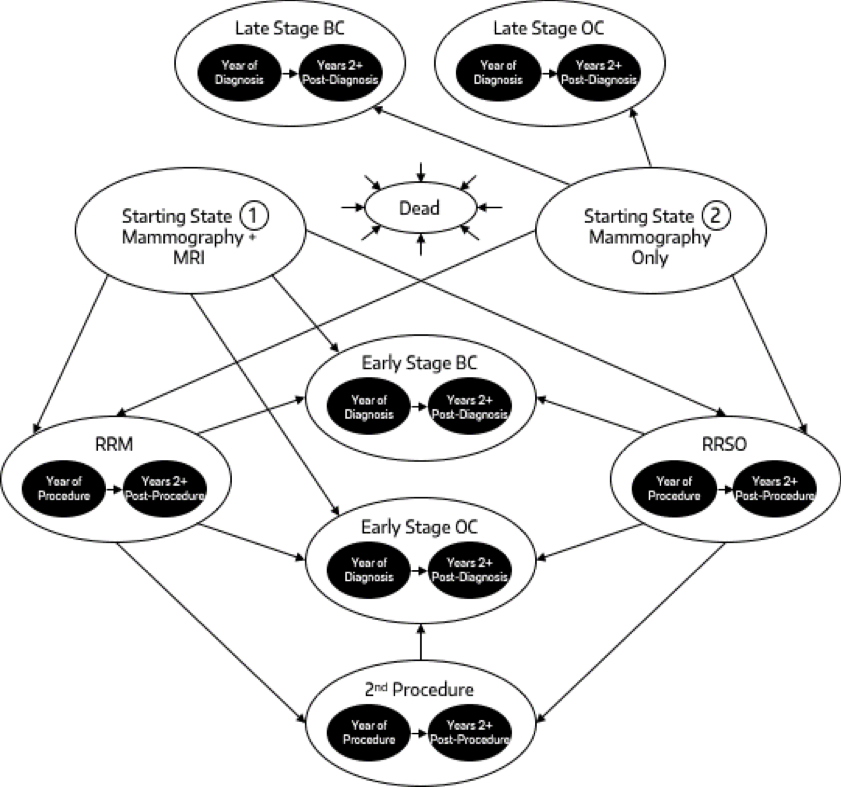 Late Stage BC
Year of
Diagnosis
Years 2+
Post-Diagnosis
Late Stage OC
Year of
Diagnosis
Years 2+
Post-Diagnosis
Starting State 1
Mammography +
MRI
Dead
Starting State 2
Mammography
Only
Early Stage BC
Year of
Diagnosis
Years 2+
Post-Diagnosis
RRM
Year of
Procedure
Years 2+
Post-Procedure
RRSO
Year of
Procedure
Years 2+
Post-Procedure
Early Stage OC
Year of
Diagnosis
Years 2+
Post-Diagnosis
2nd Procedure
Year of
Procedure
Years 2+
Post-Procedure